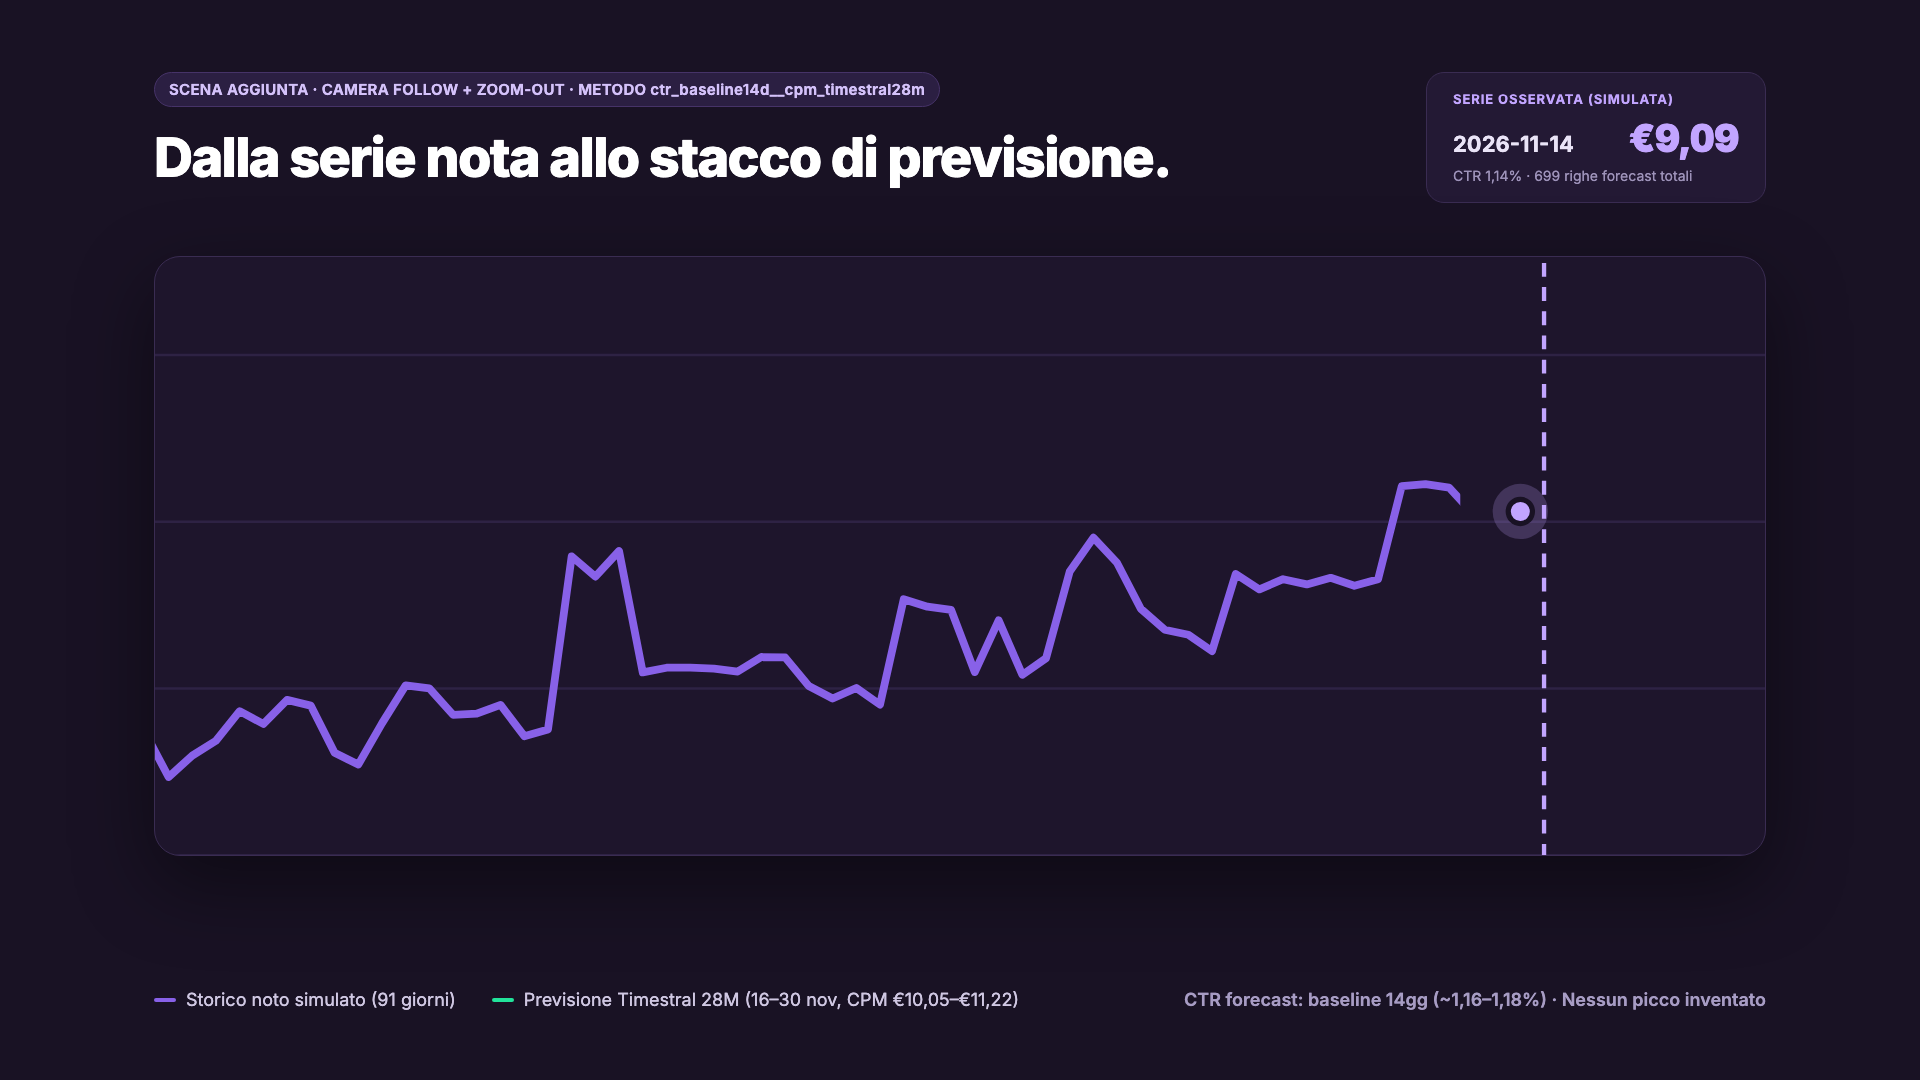 SCENA AGGIUNTA · CAMERA FOLLOW + ZOOM-OUT · METODO ctr_baseline14d__cpm_timestral28m
Dalla serie nota allo stacco di previsione.
SERIE OSSERVATA (SIMULATA)
2026-11-14 €9,09
CTR 1,14% · 699 righe forecast totali
Storico noto simulato (91 giorni)
Previsione Timestral 28M (16–30 nov, CPM €10,05–€11,22)
CTR forecast: baseline 14gg (~1,16–1,18%) · Nessun picco inventato